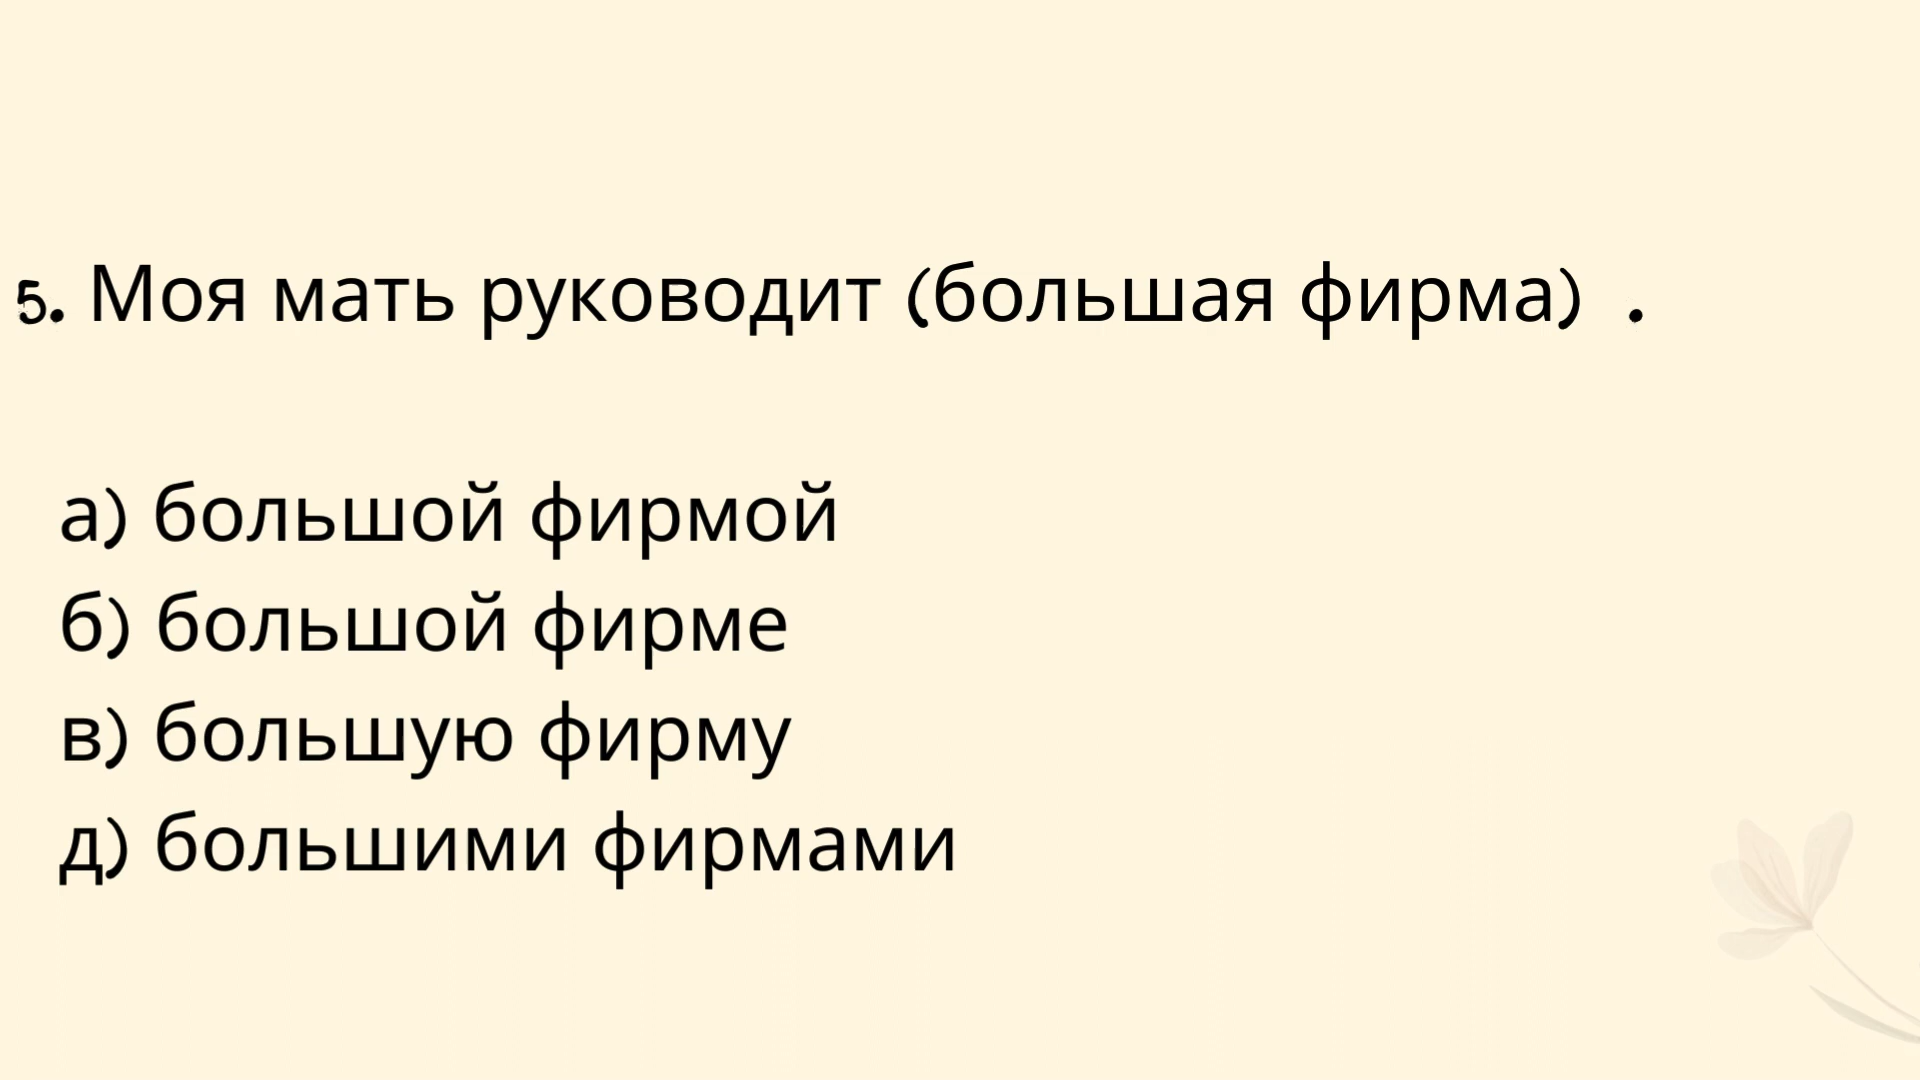 5. Моя мать руководит (большая фирма) .
а) большой фирмой
б) большой фирме
в) большую фирму
д) большими фирмами